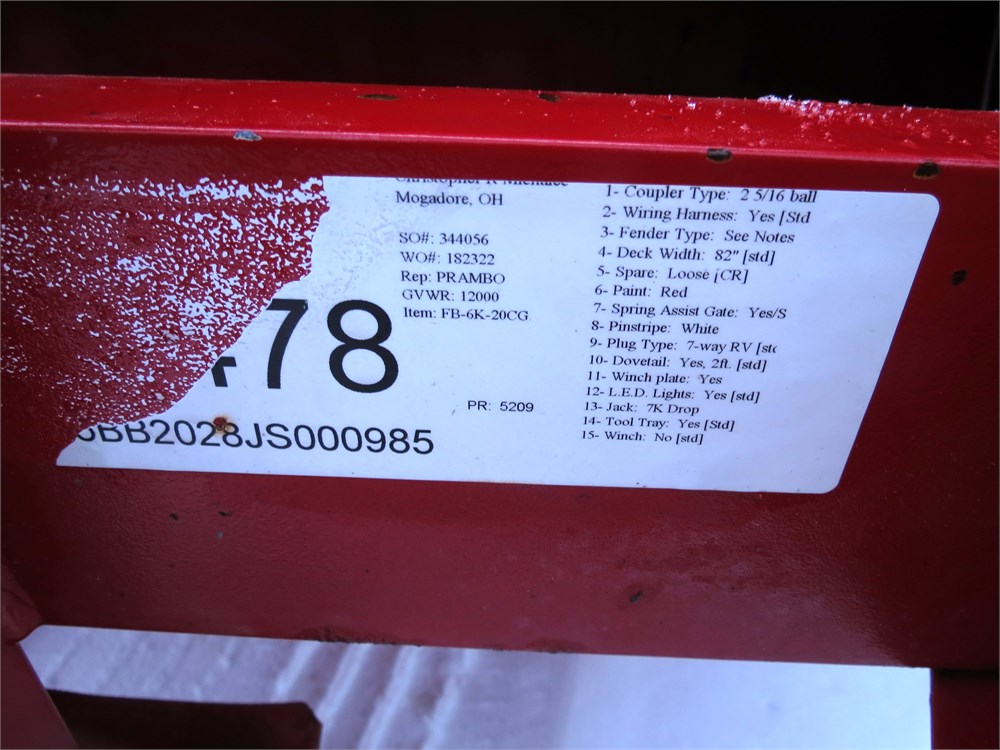 Mogadore, OH
SO#: 344056
WO#: 182322
Rep: PRAMBO
GVWR: 12000
Item: FB-6K-20CG
478
PR: 5209
BB2028JS000985
1- Coupler Type: 2 5/16 ball
2- Wiring Harness: Yes [Std
3- Fender Type: See Notes
4- Deck Width: 82" [std]
5- Spare: Loose [CR]
6- Paint: Red
7- Spring Assist Gate: Yes/S
8- Pinstripe: White
9- Plug Type: 7-way RV [std
10- Dovetail: Yes, 2ft. [std]
11- Winch plate: Yes
12- L.E.D. Lights: Yes [std]
13- Jack: 7K Drop
14- Tool Tray: Yes [Std]
15- Winch: No [std]